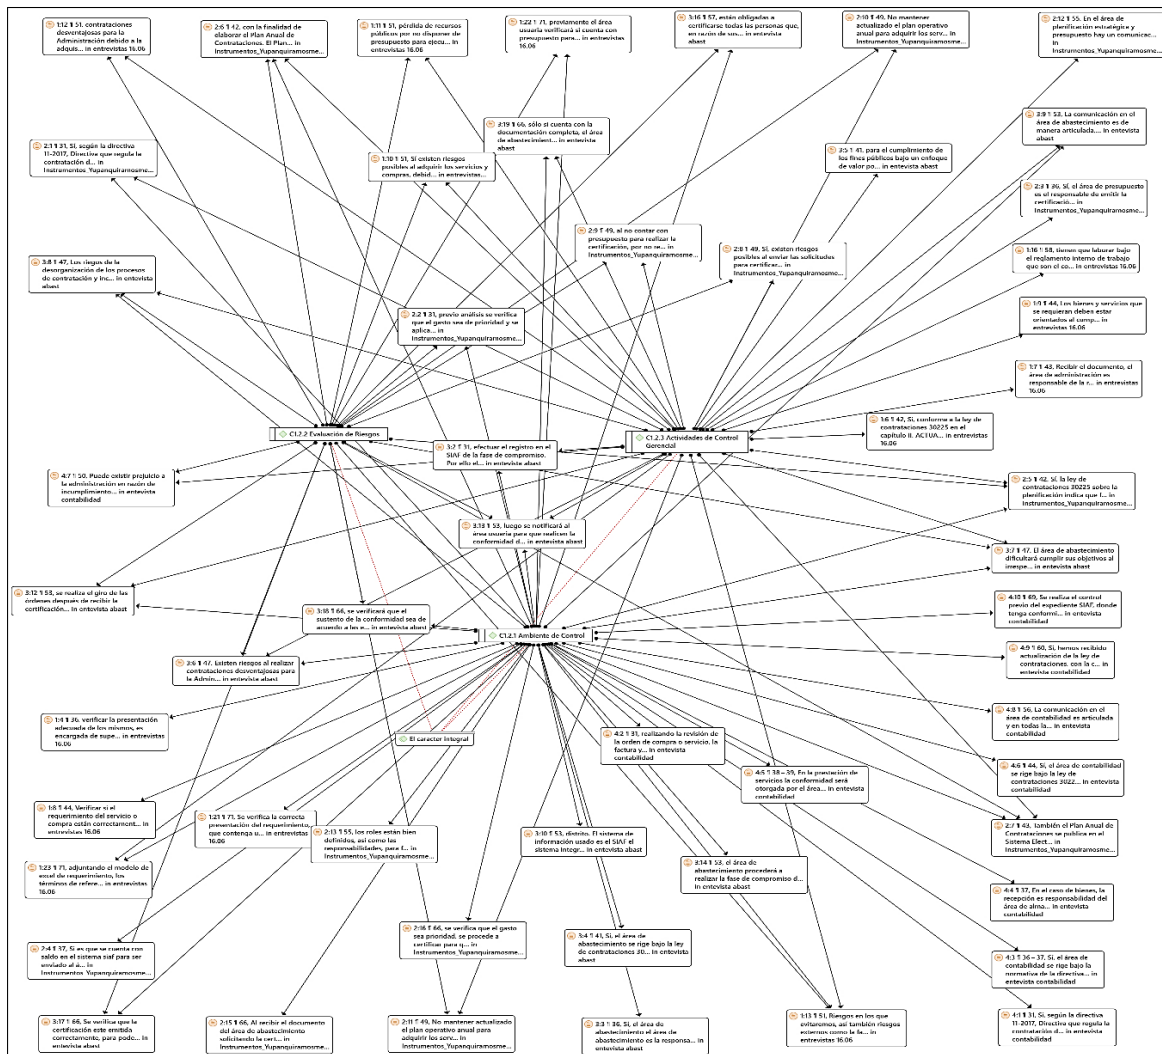 1:12 ¶ 51, contrataciones
desventajosas para la
Administración debido a la
adquis... in entrevistas 16.06
2:6 ¶ 42, con la finalidad de
elaborar el Plan Anual de
Contrataciones. El Plan... in
Instrumentos_Yupanquiramosme...
1:11 ¶ 51, pérdida de recursos
públicos por no disponer de
presupuesto para ejecu... in
entrevistas 16.06
1:22 ¶ 71, previamente el área
usuaria verificará si cuenta con
presupuesto para... in entrevistas
16.06
3:16 ¶ 57, están obligadas a
certificarse todas las personas que,
en razón de sus... in entevista
abast
2:10 ¶ 49, No mantener
actualizado el plan operativo
anual para adquirir los serv... in
Instrumentos_Yupanquiramosme...
2:12 ¶ 55, En el área de
planificación estratégica y
presupuesto hay un comunicac...
in
Instrumentos_Yupanquiramosme...
3:19 ¶ 66, sólo si cuenta con la
documentación completa, el área
de abastecimient... in entevista
abast
3:9 ¶ 53, La comunicación en el
área de abastecimiento es de
manera articulada,... in entevista
abast
2:1 ¶ 31, Sí, según la directiva
11-2017, Directiva que regula la
contratación d... in
Instrumentos_Yupanquiramosme...
1:10 ¶ 51, Sí existen riesgos
posibles al adquirir los servicios y
compras, debid... in entrevistas
16.06
3:5 ¶ 41, para el cumplimiento de
los fines públicos bajo un enfoque
de valor po... in entevista abast
2:3 ¶ 36, Sí, el área de presupuesto
es el responsable de emitir la
certificació... in
Instrumentos_Yupanquiramosme...
2:9 ¶ 49, al no contar con
presupuesto para realizar la
certificación, por no re... in
Instrumentos_Yupanquiramosme...
2:8 ¶ 49, Sí, existen riesgos
posibles al enviar las solicitudes
para certificar... in
Instrumentos_Yupanquiramosme...
1:16 ¶ 58, tienen que laborar bajo
el reglamento interno de trabajo
que son el co... in entrevistas 16.06
3:8 ¶ 47, Los riegos de la
desorganización de los procesos
de contratación y inc... in entevista
abast
2:2 ¶ 31, previo análisis se verifica
que el gasto sea de prioridad y se
aplica... in
Instrumentos_Yupanquiramosme...
1:9 ¶ 44, Los bienes y servicios que
se requieran deben estar
orientados al cump... in
entrevistas 16.06
1:7 ¶ 43, Recibir el documento, el
área de administración es
responsable de la r... in entrevistas
16.06
1:6 ¶ 42, Sí, conforme a la ley de
contrataciones 30225 en el
capítulo II. ACTUA... in entrevistas
16.06
C1.2.2 Evaluación de Riesgos
C1.2.3 Actividades de Control
Gerencial
3:2 ¶ 31, efectuar el registro en el
SIAF de la fase de compromiso.
Por ello el... in entevista abast
4:7 ¶ 50, Puede existir prejuicio a
la administración en razón de
incumplimiento... in entevista
contabilidad
2:5 ¶ 42, Sí, la ley de
contrataciones 30225 sobre la
planificación indica que f... in
Instrumentos_Yupanquiramosme...
3:13 ¶ 53, luego se notificará al
área usuaria para que realicen la
conformidad d... in entevista abast
3:7 ¶ 47, El área de abastecimiento
dificultará cumplir sus objetivos al
irrespe... in entevista abast
3:12 ¶ 53, se realiza el giro de las
órdenes después de recibir la
certificación... in entevista abast
3:18 ¶ 66, se verificará que el
sustento de la conformidad sea de
acuerdo a las e... in entevista abast
4:10 ¶ 69, Se realiza el control
previo del expediente SIAF, donde
tenga conformi... in entevista
contabilidad
C1.2.1 Ambiente de Control
3:6 ¶ 47, Existen riesgos al realizar
contrataciones desventajosas para
la Admin... in entevista abast
4:9 ¶ 60, Sí, hemos recibido
actualización de la ley de
contrataciones, con la c... in
entevista contabilidad
1:4 ¶ 36, verificar la presentación
adecuada de los mismos, es
encargada de supe... in entrevistas
16.06
El caracter integral
4:2 ¶ 31, realizando la revisión de
la orden de compra o servicio, la
factura y... in entevista
contabilidad
4:8 ¶ 56, La comunicación en el
área de contabilidad es articulada
y en todas la... in entevista
contabilidad
4:5 ¶ 38 – 39, En la prestación de
servicios la conformidad será
otorgada por el área... in entevista
contabilidad
4:6 ¶ 44, Sí, el área de contabilidad
se rige bajo la ley de
contrataciones 3022... in entevista
contabilidad
1:8 ¶ 44, Verificar si el
requerimiento del servicio o
compra están correctament... in
entrevistas 16.06
1:21 ¶ 71, Se verifica la correcta
presentación del requerimiento,
que contenga u... in entrevistas
16.06
2:13 ¶ 55, los roles están bien
definidos, así como las
responsabilidades, para f... in
Instrumentos_Yupanquiramosme...
3:10 ¶ 53, distrito. El sistema de
información usado es el SIAF el
sistema integr... in entevista abast
2:7 ¶ 43, También el Plan Anual de
Contrataciones se publica en el
Sistema Elect... in
Instrumentos_Yupanquiramosme...
1:23 ¶ 71, adjuntando el modelo de
excel de requerimiento, los
términos de refere... in entrevistas
16.06
3:14 ¶ 53, el área de
abastecimiento procederá a
realizar la fase de compromiso d...
in entevista abast
4:4 ¶ 37, En el caso de bienes, la
recepción es responsabilidad del
área de alma... in entevista
contabilidad
2:16 ¶ 66, se verifica que el gasto
sea prioridad, se procede a
certificar para q... in
Instrumentos_Yupanquiramosme...
3:4 ¶ 41, Sí, el área de
abastecimiento se rige bajo la ley
de contrataciones 30... in entevista
abast
2:4 ¶ 37, Si es que se cuenta con
saldo en el sistema siaf para ser
enviado al á... in
Instrumentos_Yupanquiramosme...
4:3 ¶ 36 – 37, Sí, el área de
contabilidad se rige bajo la
normativa de la directiva... in
entevista contabilidad
3:17 ¶ 66, Se verifica que la
certificación este emitida
correctamente, para pode... in
entevista abast
2:15 ¶ 66, Al recibir el documento
del área de abastecimiento
solicitando la cert... in
Instrumentos_Yupanquiramosme...
2:11 ¶ 49, No mantener actualizado
el plan operativo anual para
adquirir los serv... in
Instrumentos_Yupanquiramosme...
3:3 ¶ 36, Sí, el área de
abastecimiento el área de
abastecimiento es la responsa... in
entevista abast
1:13 ¶ 51, Riesgos en los que
evitaremos, así también riesgos
externos como la fa... in entrevistas
16.06
4:1 ¶ 31, Sí, según la directiva
11-2017, Directiva que regula la
contratación d... in entevista
contabilidad